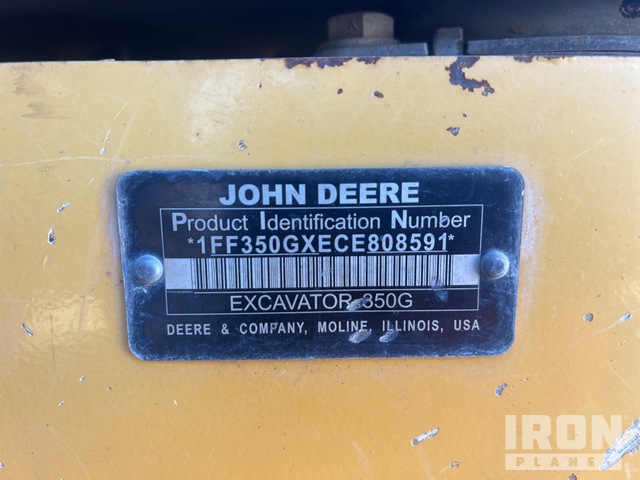 JOHN DEERE
Product Identification Number
*1FF350GXECE808591*
EXCAVATOR 350G
DEERE & COMPANY, MOLINE, ILLINOIS, USA
IRON
PLANET